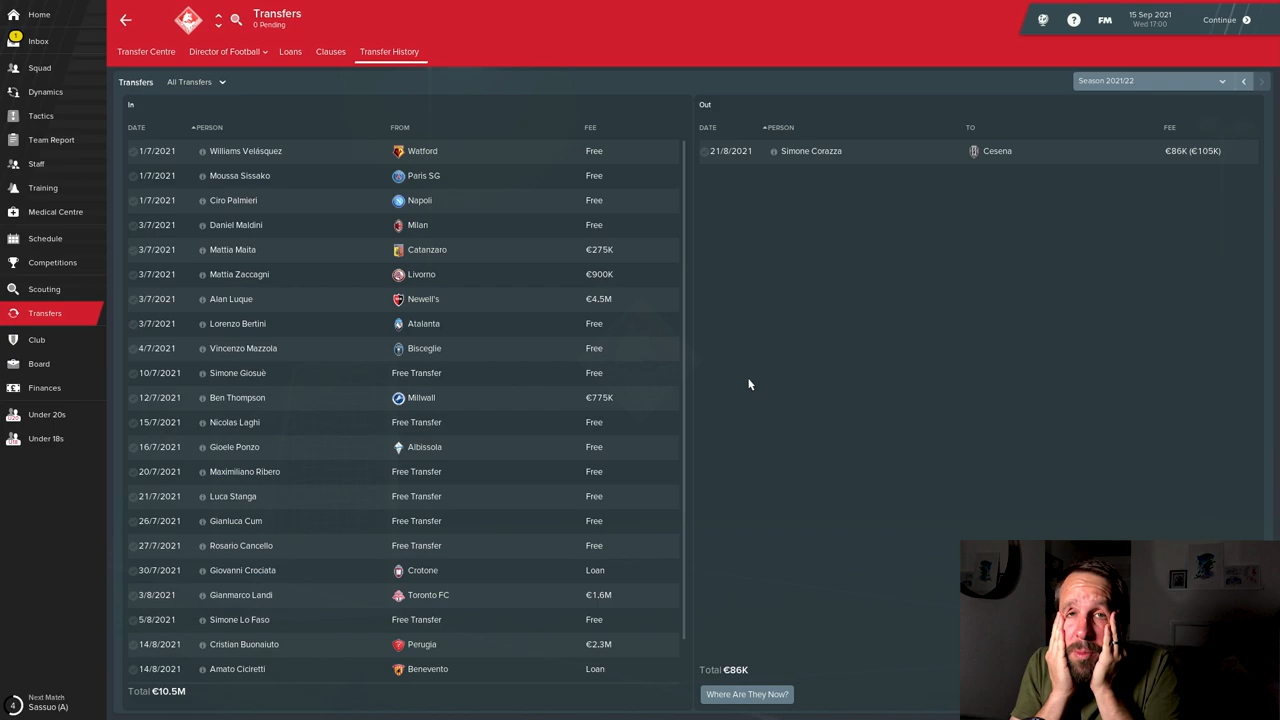 Home
Transfers
0 Pending
15 Sep 2021
Wed 17:00
Continue
FM
?
1
Inbox
Transfer Centre
Director of Football
Loans
Clauses
Transfer History
Squad
Dynamics
Tactics
Team Report
Staff
Training
Medical Centre
Schedule
Competitions
Scouting
Transfers
Club
Board
Finances
Under 20s
Under 18s
Next Match
4 Sassuo (A)
Transfers All Transfers
Season 2021/22
In
DATE PERSON FROM FEE
1/7/2021 Williams Velásquez Watford Free
1/7/2021 Moussa Sissako Paris SG Free
1/7/2021 Ciro Palmieri Napoli Free
3/7/2021 Daniel Maldini Milan Free
3/7/2021 Mattia Maita Catanzaro €275K
3/7/2021 Mattia Zaccagni Livorno €900K
3/7/2021 Alan Luque Newell's €4.5M
3/7/2021 Lorenzo Bertini Atalanta Free
4/7/2021 Vincenzo Mazzola Bisceglie Free
10/7/2021 Simone Giosuè Free Transfer Free
12/7/2021 Ben Thompson Millwall €775K
15/7/2021 Nicolas Laghi Free Transfer Free
16/7/2021 Gioele Ponzo Albissola Free
20/7/2021 Maximiliano Ribero Free Transfer Free
21/7/2021 Luca Stanga Free Transfer Free
26/7/2021 Gianluca Cum Free Transfer Free
27/7/2021 Rosario Cancello Free Transfer Free
30/7/2021 Giovanni Crociata Crotone Loan
3/8/2021 Gianmarco Landi Toronto FC €1.6M
5/8/2021 Simone Lo Faso Free Transfer Free
14/8/2021 Cristian Buonaiuto Perugia €2.3M
14/8/2021 Amato Ciciretti Benevento Loan
Total €10.5M
Out
DATE PERSON TO FEE
21/8/2021 Simone Corazza Cesena €86K (€105K)
Total €86K
Where Are They Now?